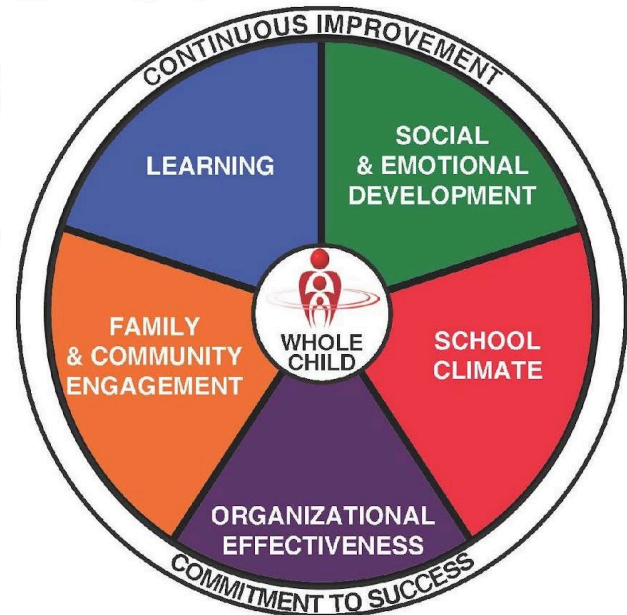 CONTINUOUS IMPROVEMENT
LEARNING
SOCIAL
& EMOTIONAL
DEVELOPMENT
FAMILY
& COMMUNITY
ENGAGEMENT
WHOLE
CHILD
SCHOOL
CLIMATE
ORGANIZATIONAL
EFFECTIVENESS
COMMITMENT TO SUCCESS